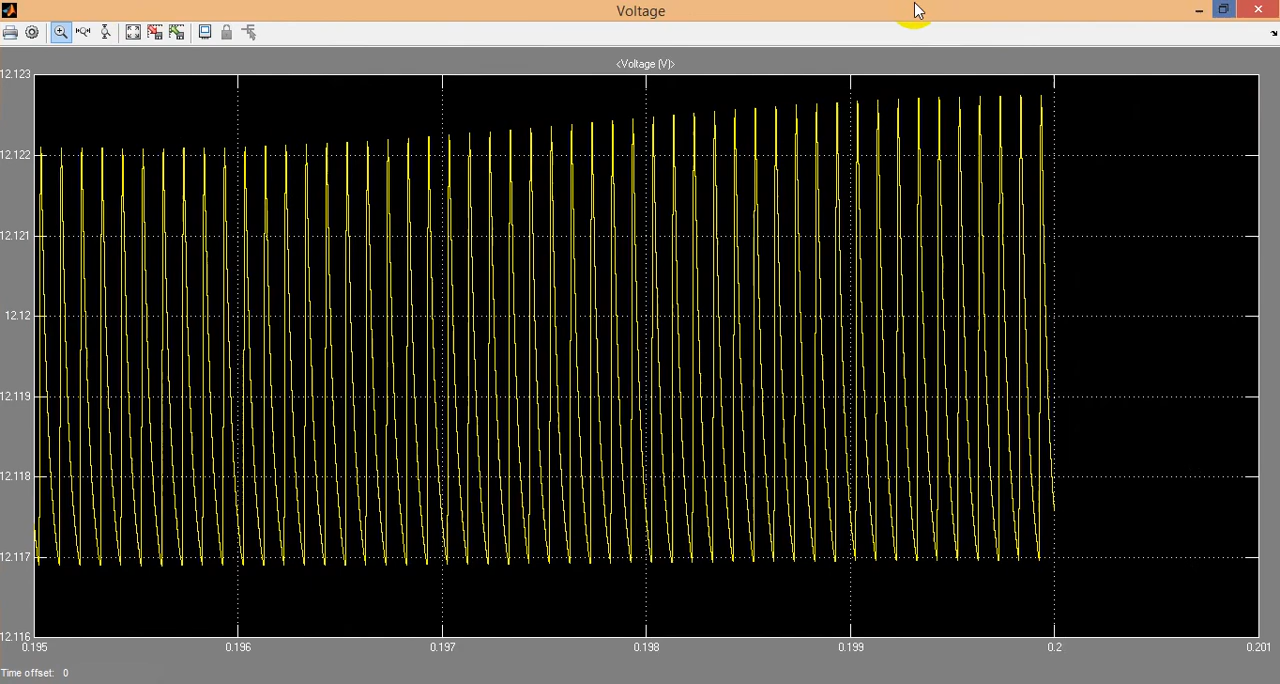 Voltage
<Voltage (V)>
12.123
12.122
12.121
12.12
12.119
12.118
12.117
12.116
0.195 0.196 0.197 0.198 0.199 0.2 0.201
Time offset: 0